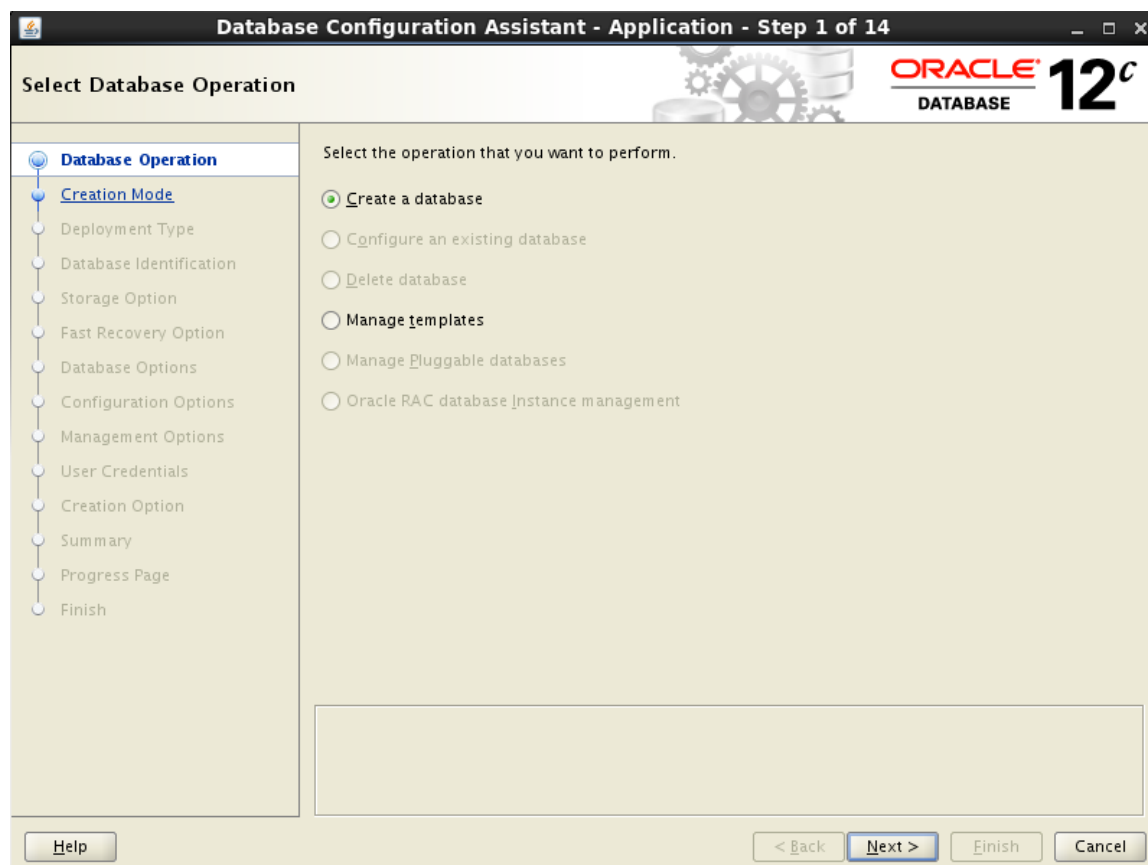 Database Configuration Assistant - Application - Step 1 of 14
Select Database Operation
ORACLE
DATABASE
12c
Database Operation
Creation Mode
Deployment Type
Database Identification
Storage Option
Fast Recovery Option
Database Options
Configuration Options
Management Options
User Credentials
Creation Option
Summary
Progress Page
Finish
Select the operation that you want to perform.
Create a database
Configure an existing database
Delete database
Manage templates
Manage Pluggable databases
Oracle RAC database Instance management
Help
< Back
Next >
Finish
Cancel